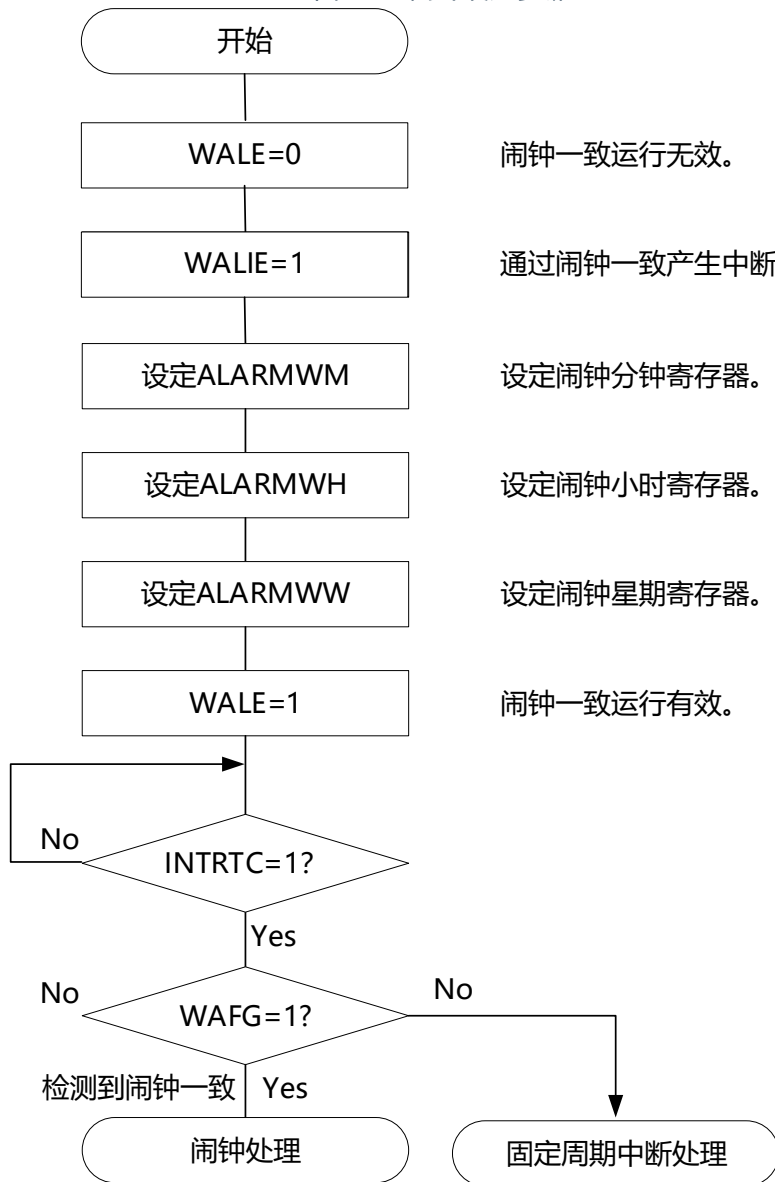 开始
WALE=0
闹钟一致运行无效。
WALIE=1
通过闹钟一致产生中断
设定ALARMWM
设定闹钟分钟寄存器。
设定ALARMWH
设定闹钟小时寄存器。
设定ALARMWW
设定闹钟星期寄存器。
WALE=1
闹钟一致运行有效。
No
INTRTC=1?
Yes
No
WAFG=1?
No
检测到闹钟一致
Yes
闹钟处理
固定周期中断处理